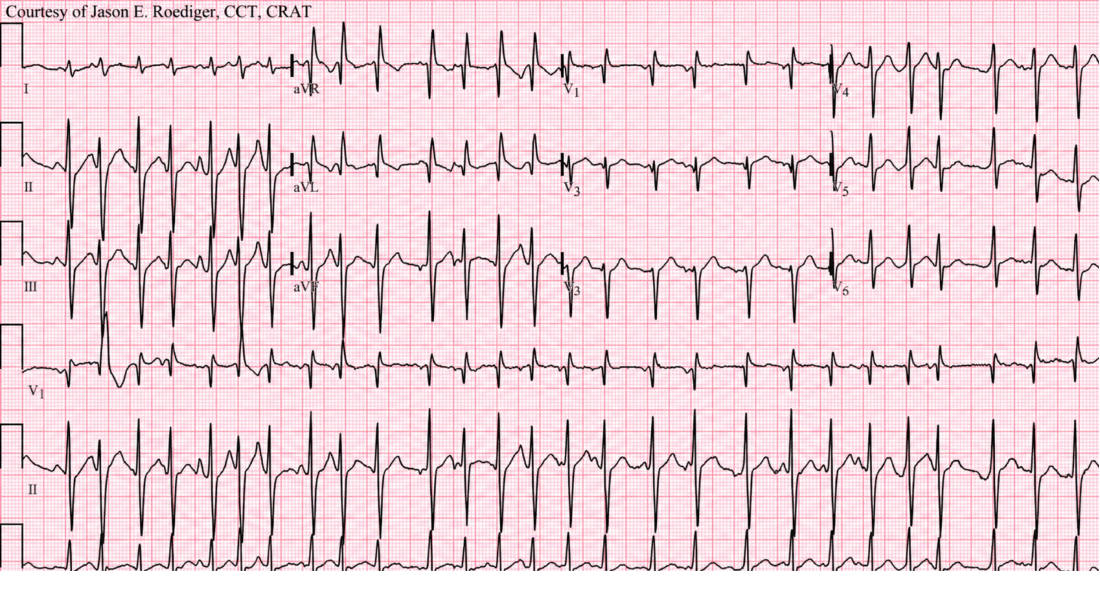 Courtesy of Jason E. Roediger, CCT, CRAT
I
aVR
V1
V4
II
aVL
V3
V5
III
aVF
V3
V6
V1
II